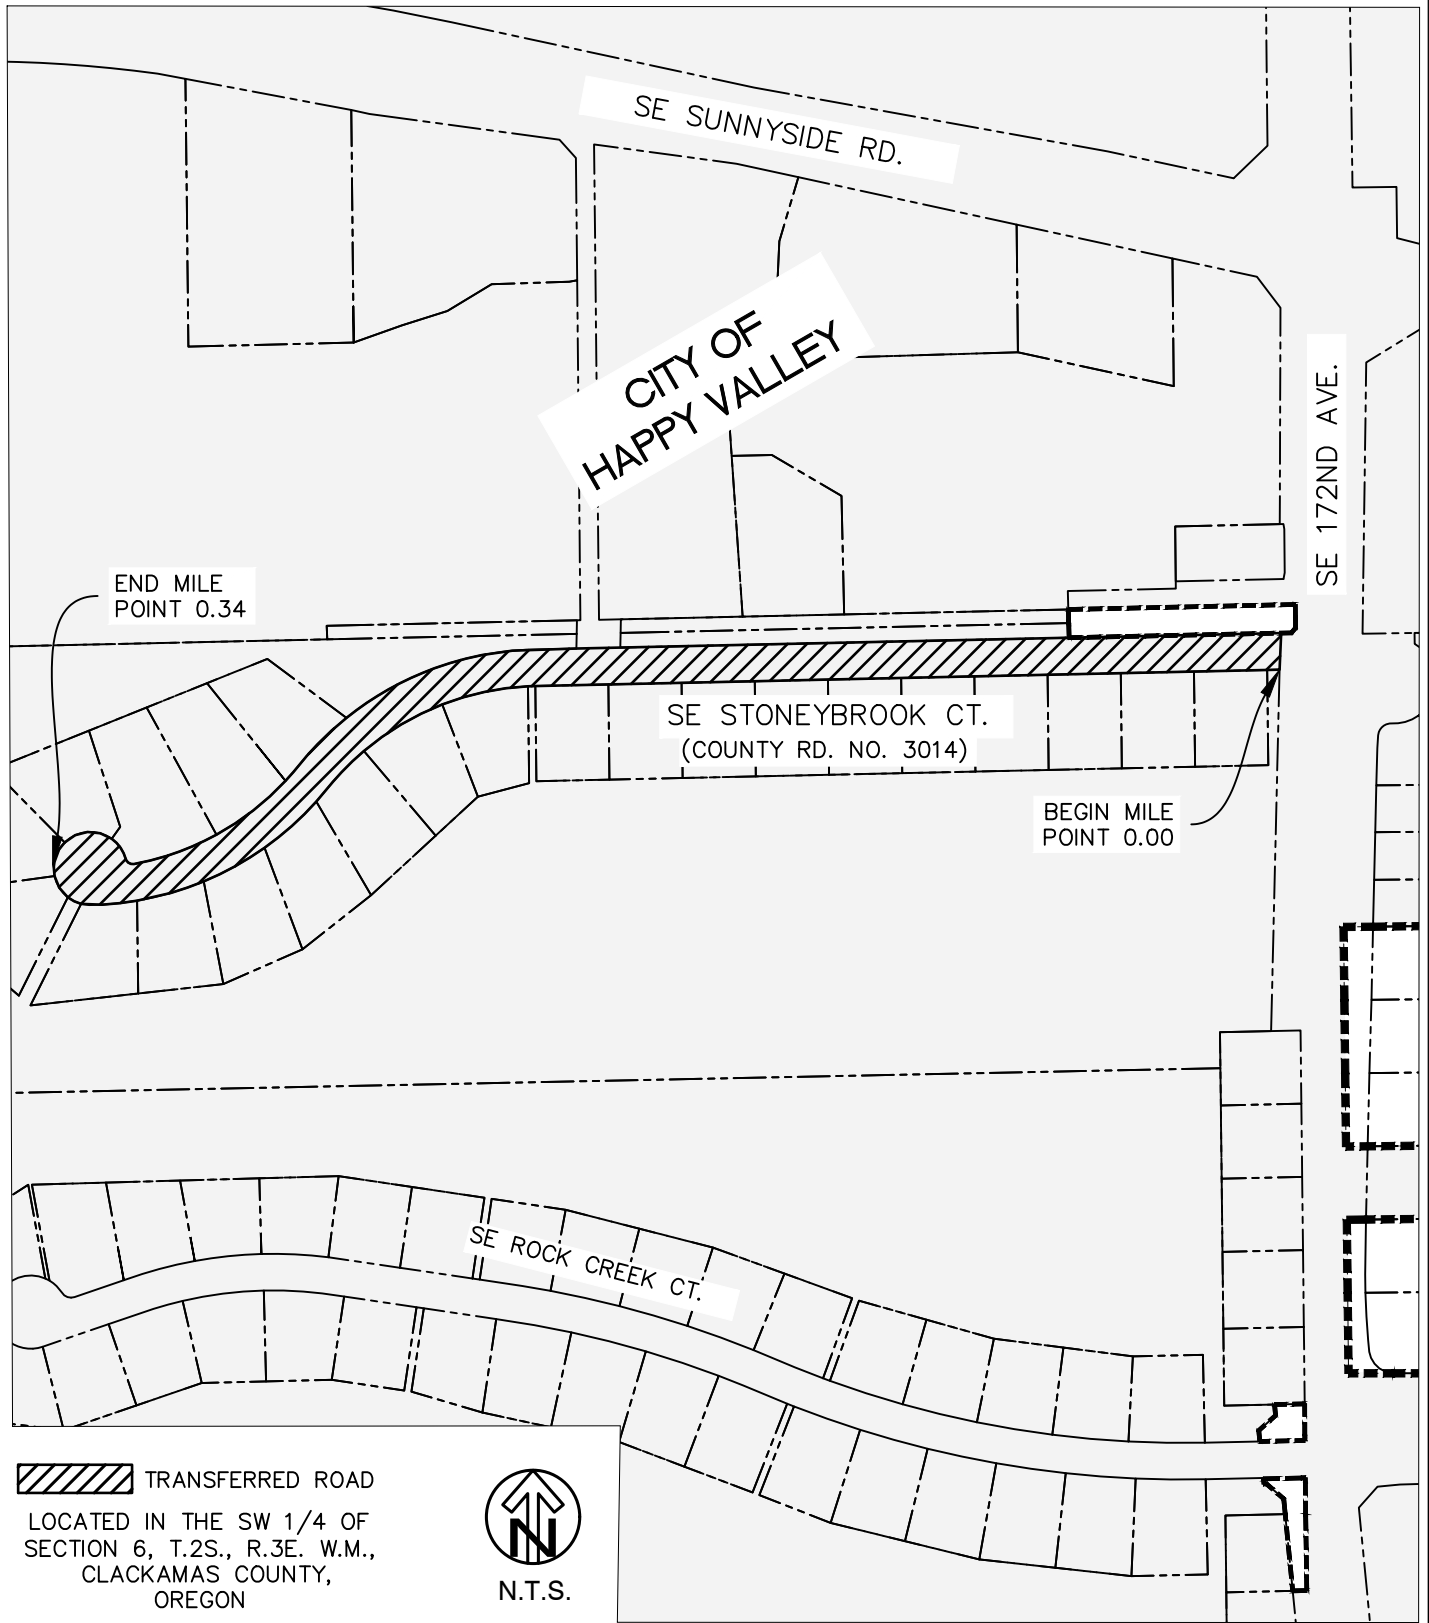 SE SUNNYSIDE RD.
CITY OF
HAPPY VALLEY
SE 172ND AVE.
END MILE
POINT 0.34
SE STONEYBROOK CT.
(COUNTY RD. NO. 3014)
BEGIN MILE
POINT 0.00
SE ROCK CREEK CT.
TRANSFERRED ROAD
LOCATED IN THE SW 1/4 OF
SECTION 6, T.2S., R.3E. W.M.,
CLACKAMAS COUNTY,
OREGON
N
N.T.S.